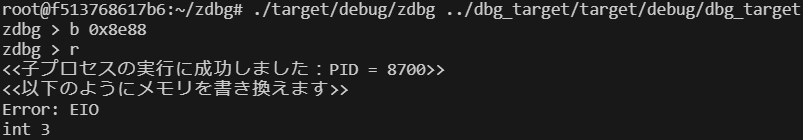 root@f513768617b6:~/zdbg# ./target/debug/zdbg ../dbg_target/target/debug/dbg_target
zdbg > b 0x8e88
zdbg > r
<<子プロセスの実行に成功しました：PID = 8700>>
<<以下のようにメモリを書き換えます>>
Error: EIO
int 3